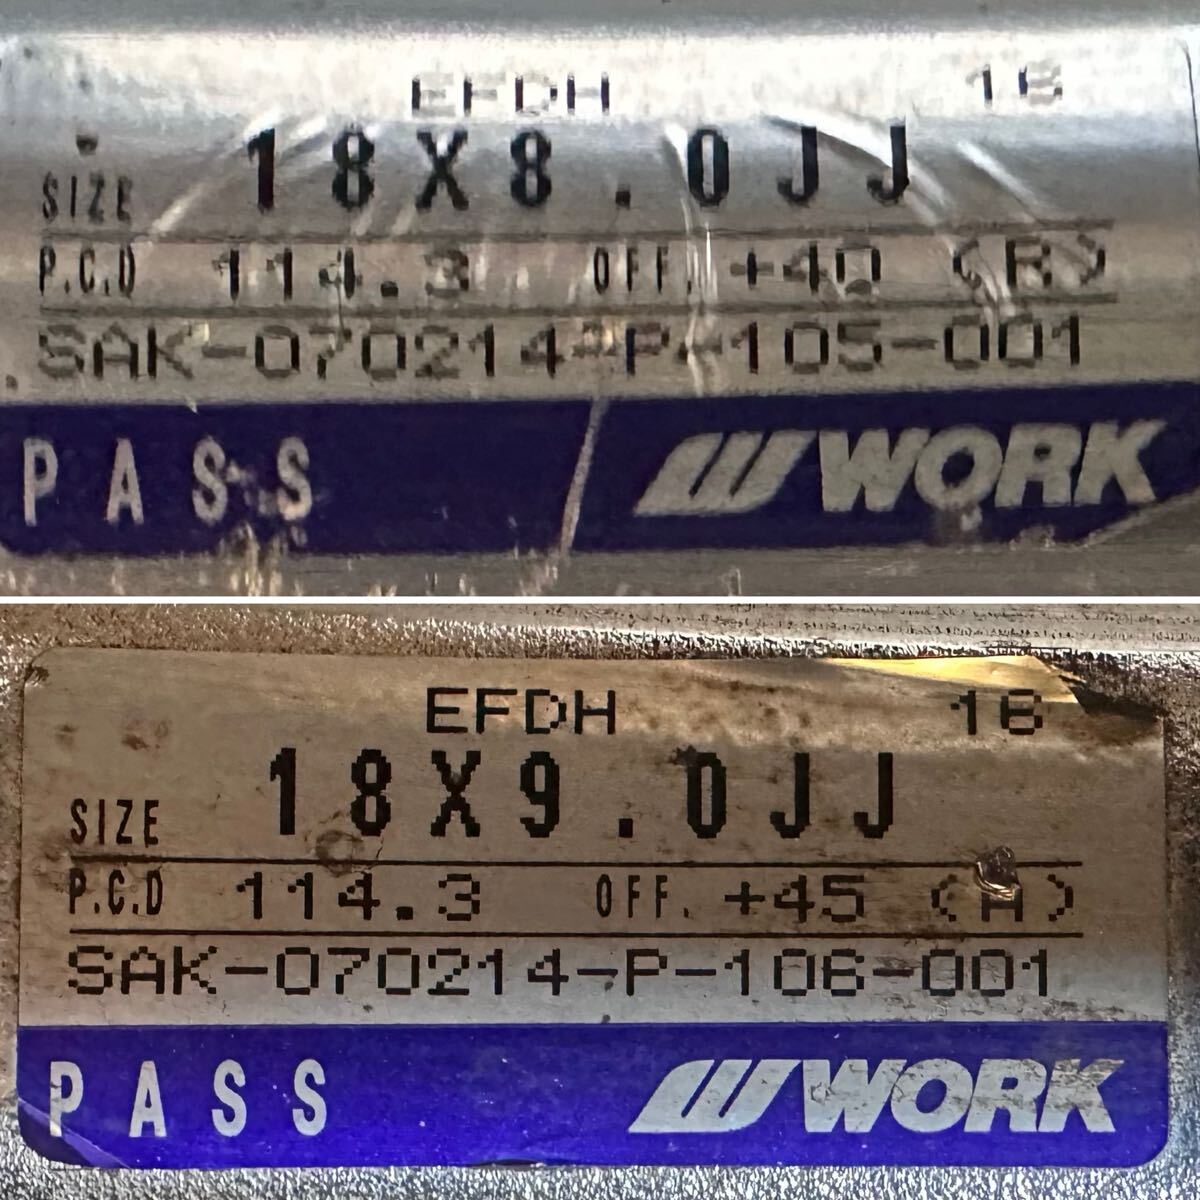 EFDH 15
SIZE 18X8.0JJ
P.C.D 114.3 OFF. +40 (R)
SAK-070214-P-105-001
PASS WORK
EFDH 16
SIZE 18X9.0JJ
P.C.D 114.3 OFF. +45
SAK-070214-P-106-001
PASS WORK